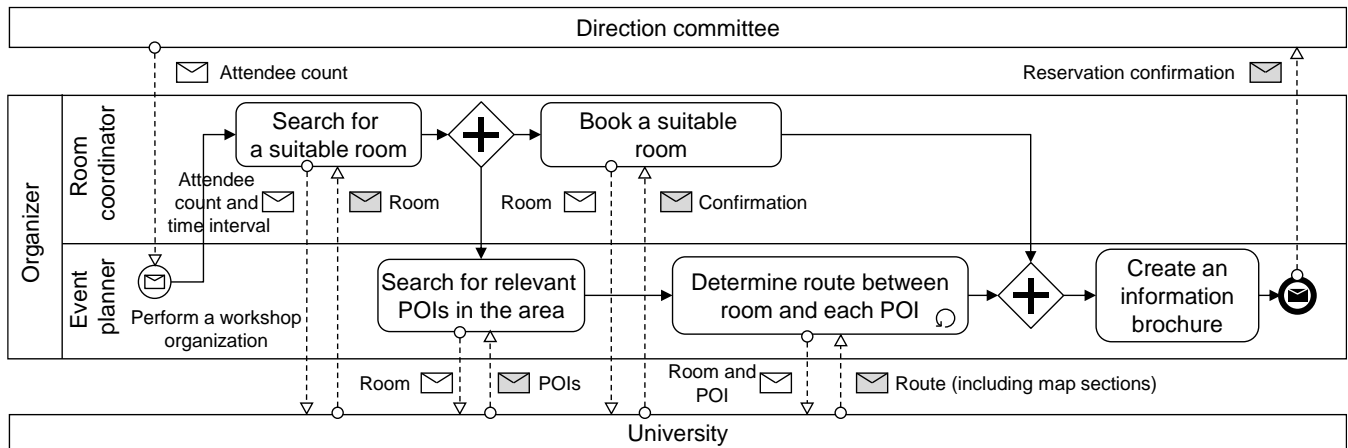 Direction committee
Attendee count
Reservation confirmation
Organizer
Room
coordinator
Search for
a suitable room
Book a suitable
room
Attendee
count and
time interval
Room
Room
Confirmation
Event
planner
Perform a workshop
organization
Search for relevant
POIs in the area
Determine route between
room and each POI
Create an
information
brochure
Room
POIs
Room and
POI
Route (including map sections)
University